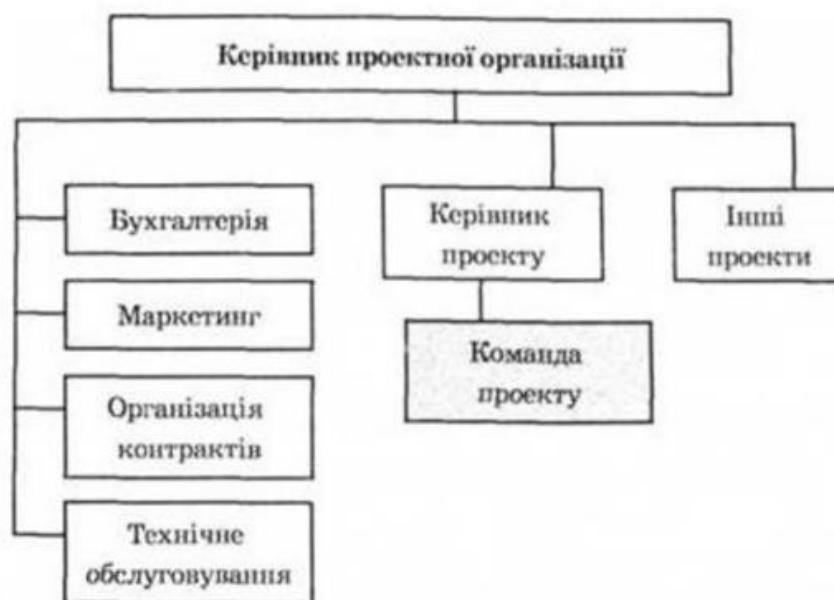 Керівник проектної організації
Бухгалтерія
Маркетинг
Організація
контрактів
Технічне
обслуговування
Керівник
проекту
Команда
проекту
Інші
проекти